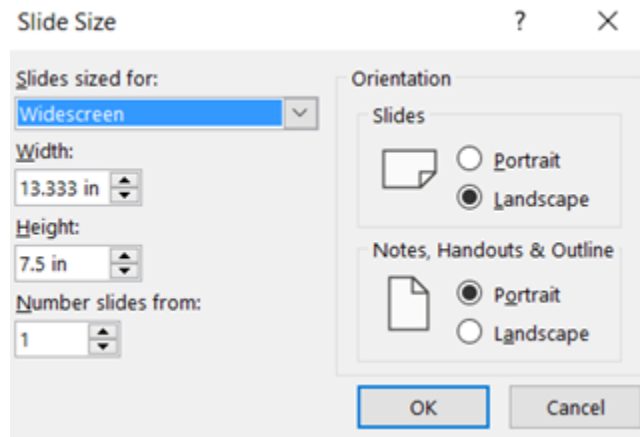 Slide Size ?
Slides sized for:
Widescreen
Width:
13.333 in
Height:
7.5 in
Number slides from:
1
Orientation
Slides
Portrait
Landscape
Notes, Handouts & Outline
Portrait
Landscape
OK Cancel